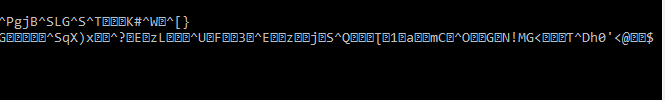 ^PgjB^SLG^S^T▯▯▯K#^W▯^[}
G▯▯▯▯▯^SqX)x▯▯^?▯E▯zL▯▯▯^U▯F▯▯3▯^E▯▯z▯▯j▯S^Q▯▯▯Ʈ▯1▯a▯▯mC▯^O▯▯G▯N!MG<▯▯▯T^Dh0'<@▯▯$